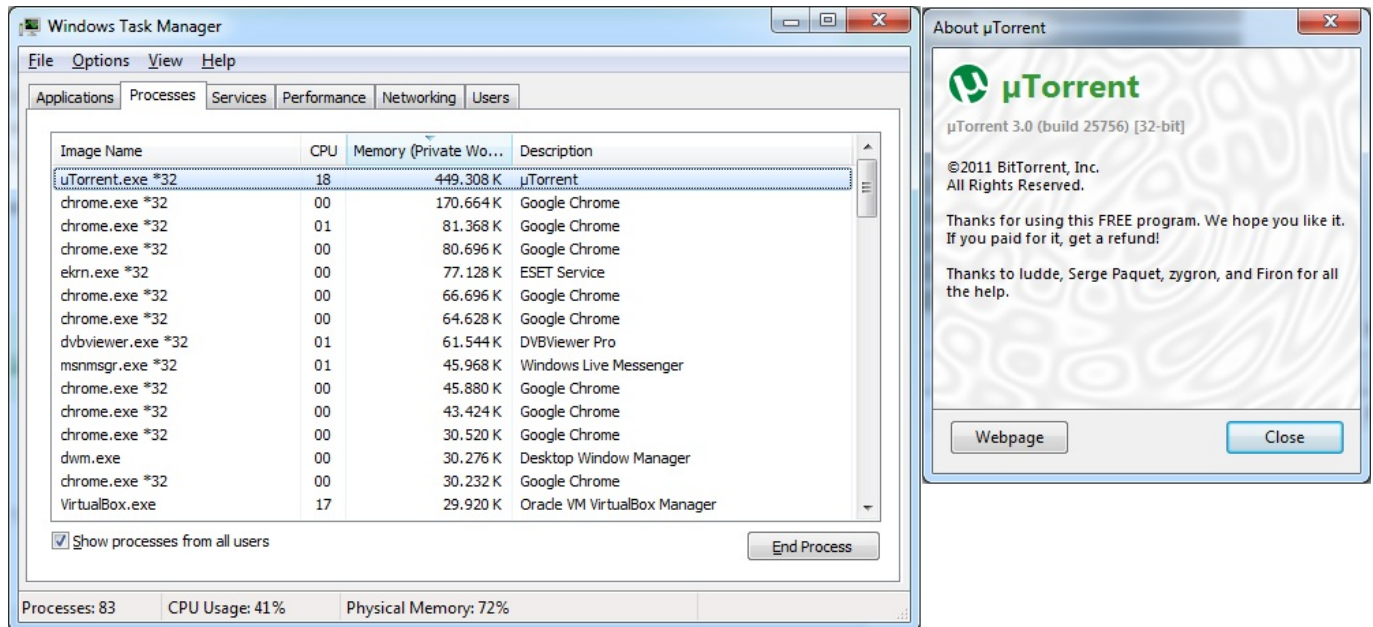 Windows Task Manager
File Options View Help
Applications Processes Services Performance Networking Users
Image Name CPU Memory (Private Wo... Description
uTorrent.exe *32 18 449.308 K µTorrent
chrome.exe *32 00 170.664 K Google Chrome
chrome.exe *32 01 81.368 K Google Chrome
chrome.exe *32 00 80.696 K Google Chrome
ekrn.exe *32 00 77.128 K ESET Service
chrome.exe *32 00 66.696 K Google Chrome
chrome.exe *32 00 64.628 K Google Chrome
dvbviewer.exe *32 01 61.544 K DVBViewer Pro
msnmsgr.exe *32 01 45.968 K Windows Live Messenger
chrome.exe *32 00 45.880 K Google Chrome
chrome.exe *32 00 43.424 K Google Chrome
chrome.exe *32 00 30.520 K Google Chrome
dwm.exe 00 30.276 K Desktop Window Manager
chrome.exe *32 00 30.232 K Google Chrome
VirtualBox.exe 17 29.920 K Oracle VM VirtualBox Manager
Show processes from all users
End Process
Processes: 83 CPU Usage: 41% Physical Memory: 72%
About µTorrent
µTorrent
µTorrent 3.0 (build 25756) [32-bit]
©2011 BitTorrent, Inc.
All Rights Reserved.
Thanks for using this FREE program. We hope you like it.
If you paid for it, get a refund!
Thanks to ludde, Serge Paquet, zygron, and Firon for all
the help.
Webpage Close